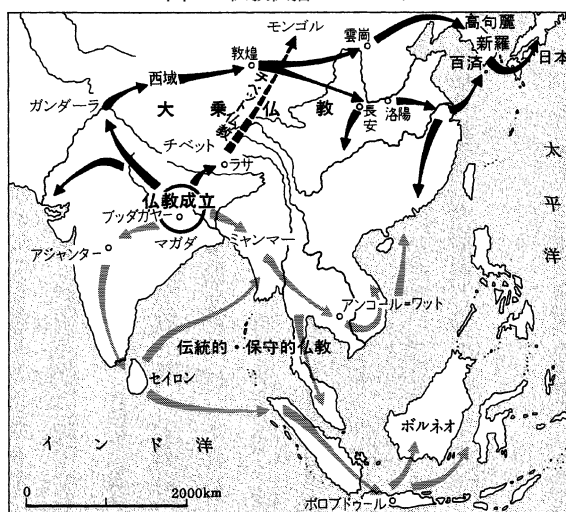 モンゴル
雲崗
高句麗
新羅
百済
日本
敦煌
西域
ガンダーラ
大乗仏教
チベット仏教
長安
洛陽
チベット
ラサ
太平洋
仏教成立
ブッダガヤー
マガダ
ミャンマー
アジャンター
アンコール=ワット
伝統的・保守的仏教
セイロン
ボルネオ
インド洋
0 2000km
ボロブドゥール